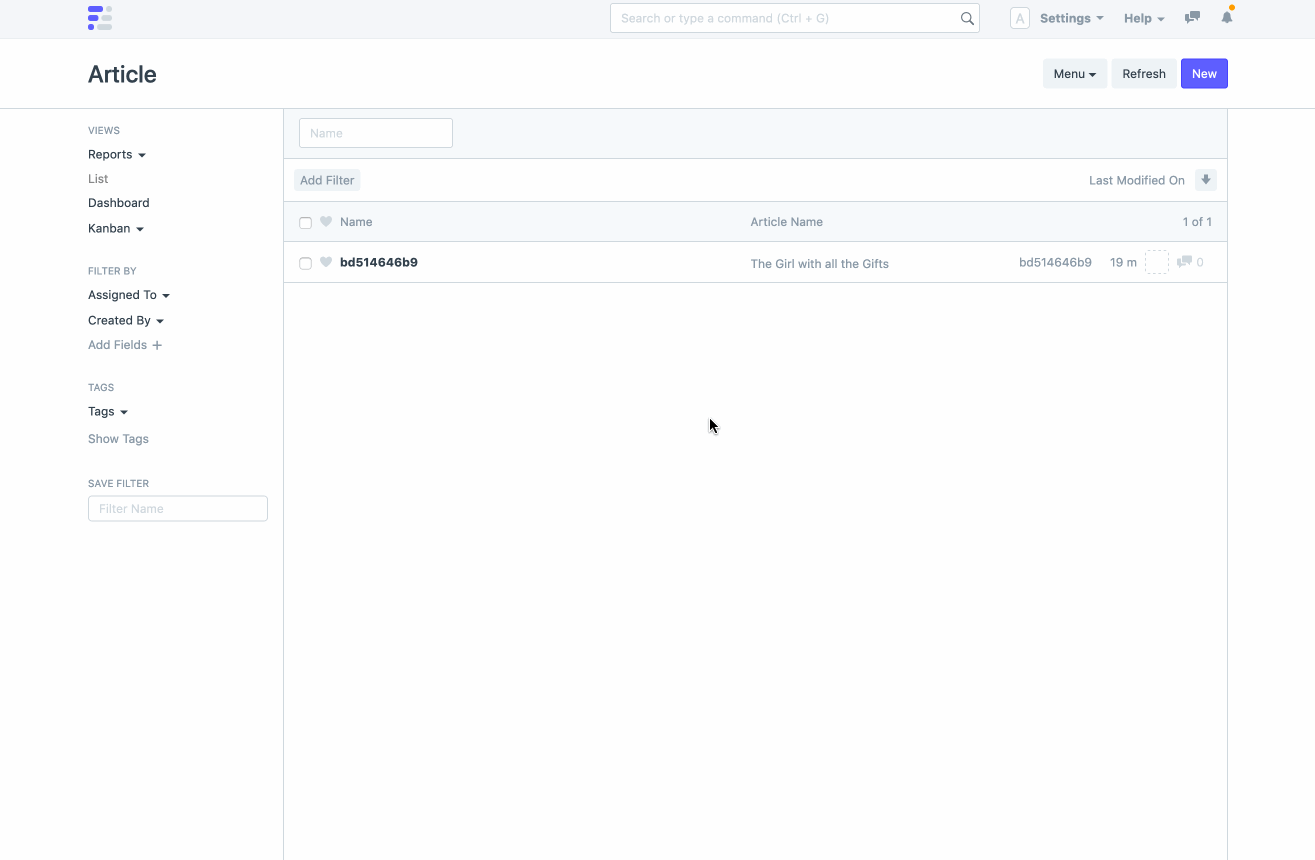 Search or type a command (Ctrl + G)
A Settings Help
Article
Menu Refresh New
VIEWS
Reports
List
Dashboard
Kanban
FILTER BY
Assigned To
Created By
Add Fields +
TAGS
Tags
Show Tags
SAVE FILTER
Filter Name
Name
Add Filter Last Modified On
Name Article Name 1 of 1
bd514646b9 The Girl with all the Gifts bd514646b9 19 m 0